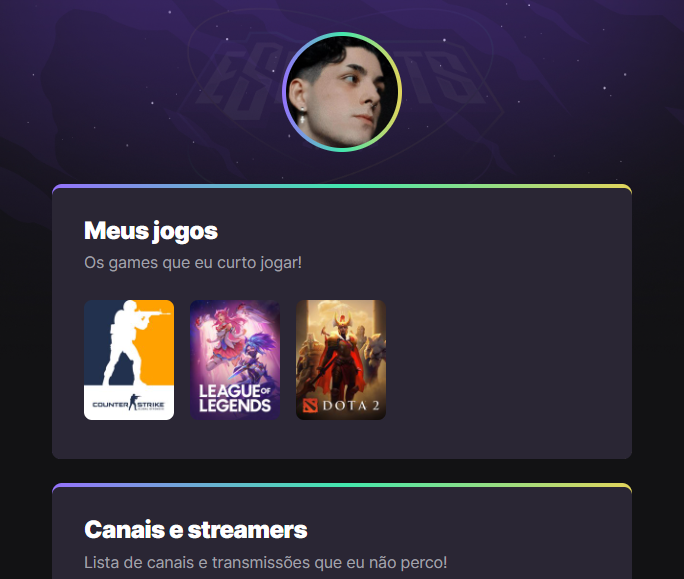 ESPORTS
Meus jogos
Os games que eu curto jogar!
COUNTER STRIKE
LEAGUE OF
LEGENDS
DOTA 2
Canais e streamers
Lista de canais e transmissões que eu não perco!